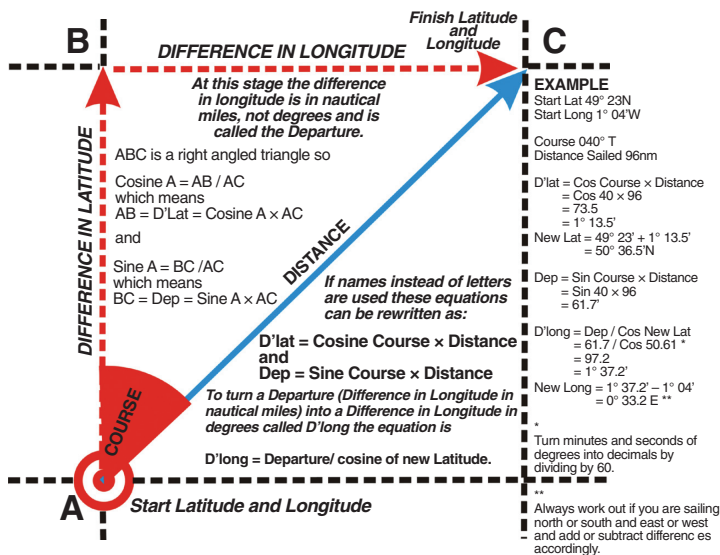 B
DIFFERENCE IN LONGITUDE
Finish Latitude
and
Longitude
C
At this stage the difference
in longitude is in nautical
miles, not degrees and is
called the Departure.
ABC is a right angled triangle so
Cosine A = AB / AC
which means
AB = D'Lat = Cosine A × AC
and
Sine A = BC /AC
which means
BC = Dep = Sine A × AC
DIFFERENCE IN LATITUDE
DISTANCE
If names instead of letters
are used these equations
can be rewritten as:
D'lat = Cosine Course × Distance
and
Dep = Sine Course × Distance
To turn a Departure (Difference in Longitude in
nautical miles) into a Difference in Longitude in
degrees called D'long the equation is
D'long = Departure/ cosine of new Latitude.
COURSE
A
Start Latitude and Longitude
EXAMPLE
Start Lat 49° 23N
Start Long 1° 04'W
Course 040° T
Distance Sailed 96nm
D'lat = Cos Course × Distance
= Cos 40 × 96
= 73.5
= 1° 13.5'
New Lat = 49° 23' + 1° 13.5'
= 50° 36.5'N
Dep = Sin Course × Distance
= Sin 40 × 96
= 61.7'
D'long = Dep / Cos New Lat
= 61.7 / Cos 50.61 *
= 97.2
= 1° 37.2'
New Long = 1° 37.2' – 1° 04'
= 0° 33.2 E **
*
Turn minutes and seconds of
degrees into decimals by
dividing by 60.
**
Always work out if you are sailing
north or south and east or west
and add or subtract differenc es
accordingly.